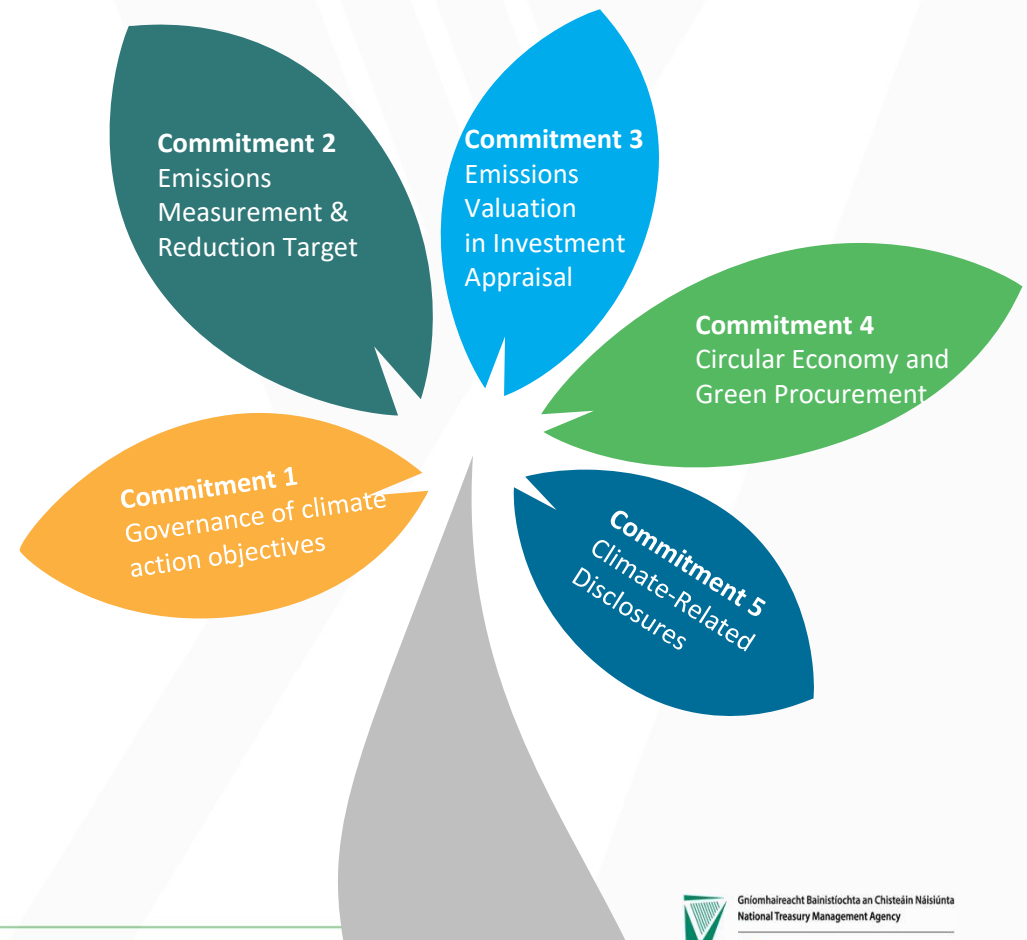 Commitment 1
Governance of climate
action objectives
Commitment 2
Emissions
Measurement &
Reduction Target
Commitment 3
Emissions
Valuation
in Investment
Appraisal
Commitment 4
Circular Economy and
Green Procurement
Commitment 5
Climate-Related
Disclosures
Gníomhaireacht Bainistíochta an Chisteáin Náisiúnta
National Treasury Management Agency